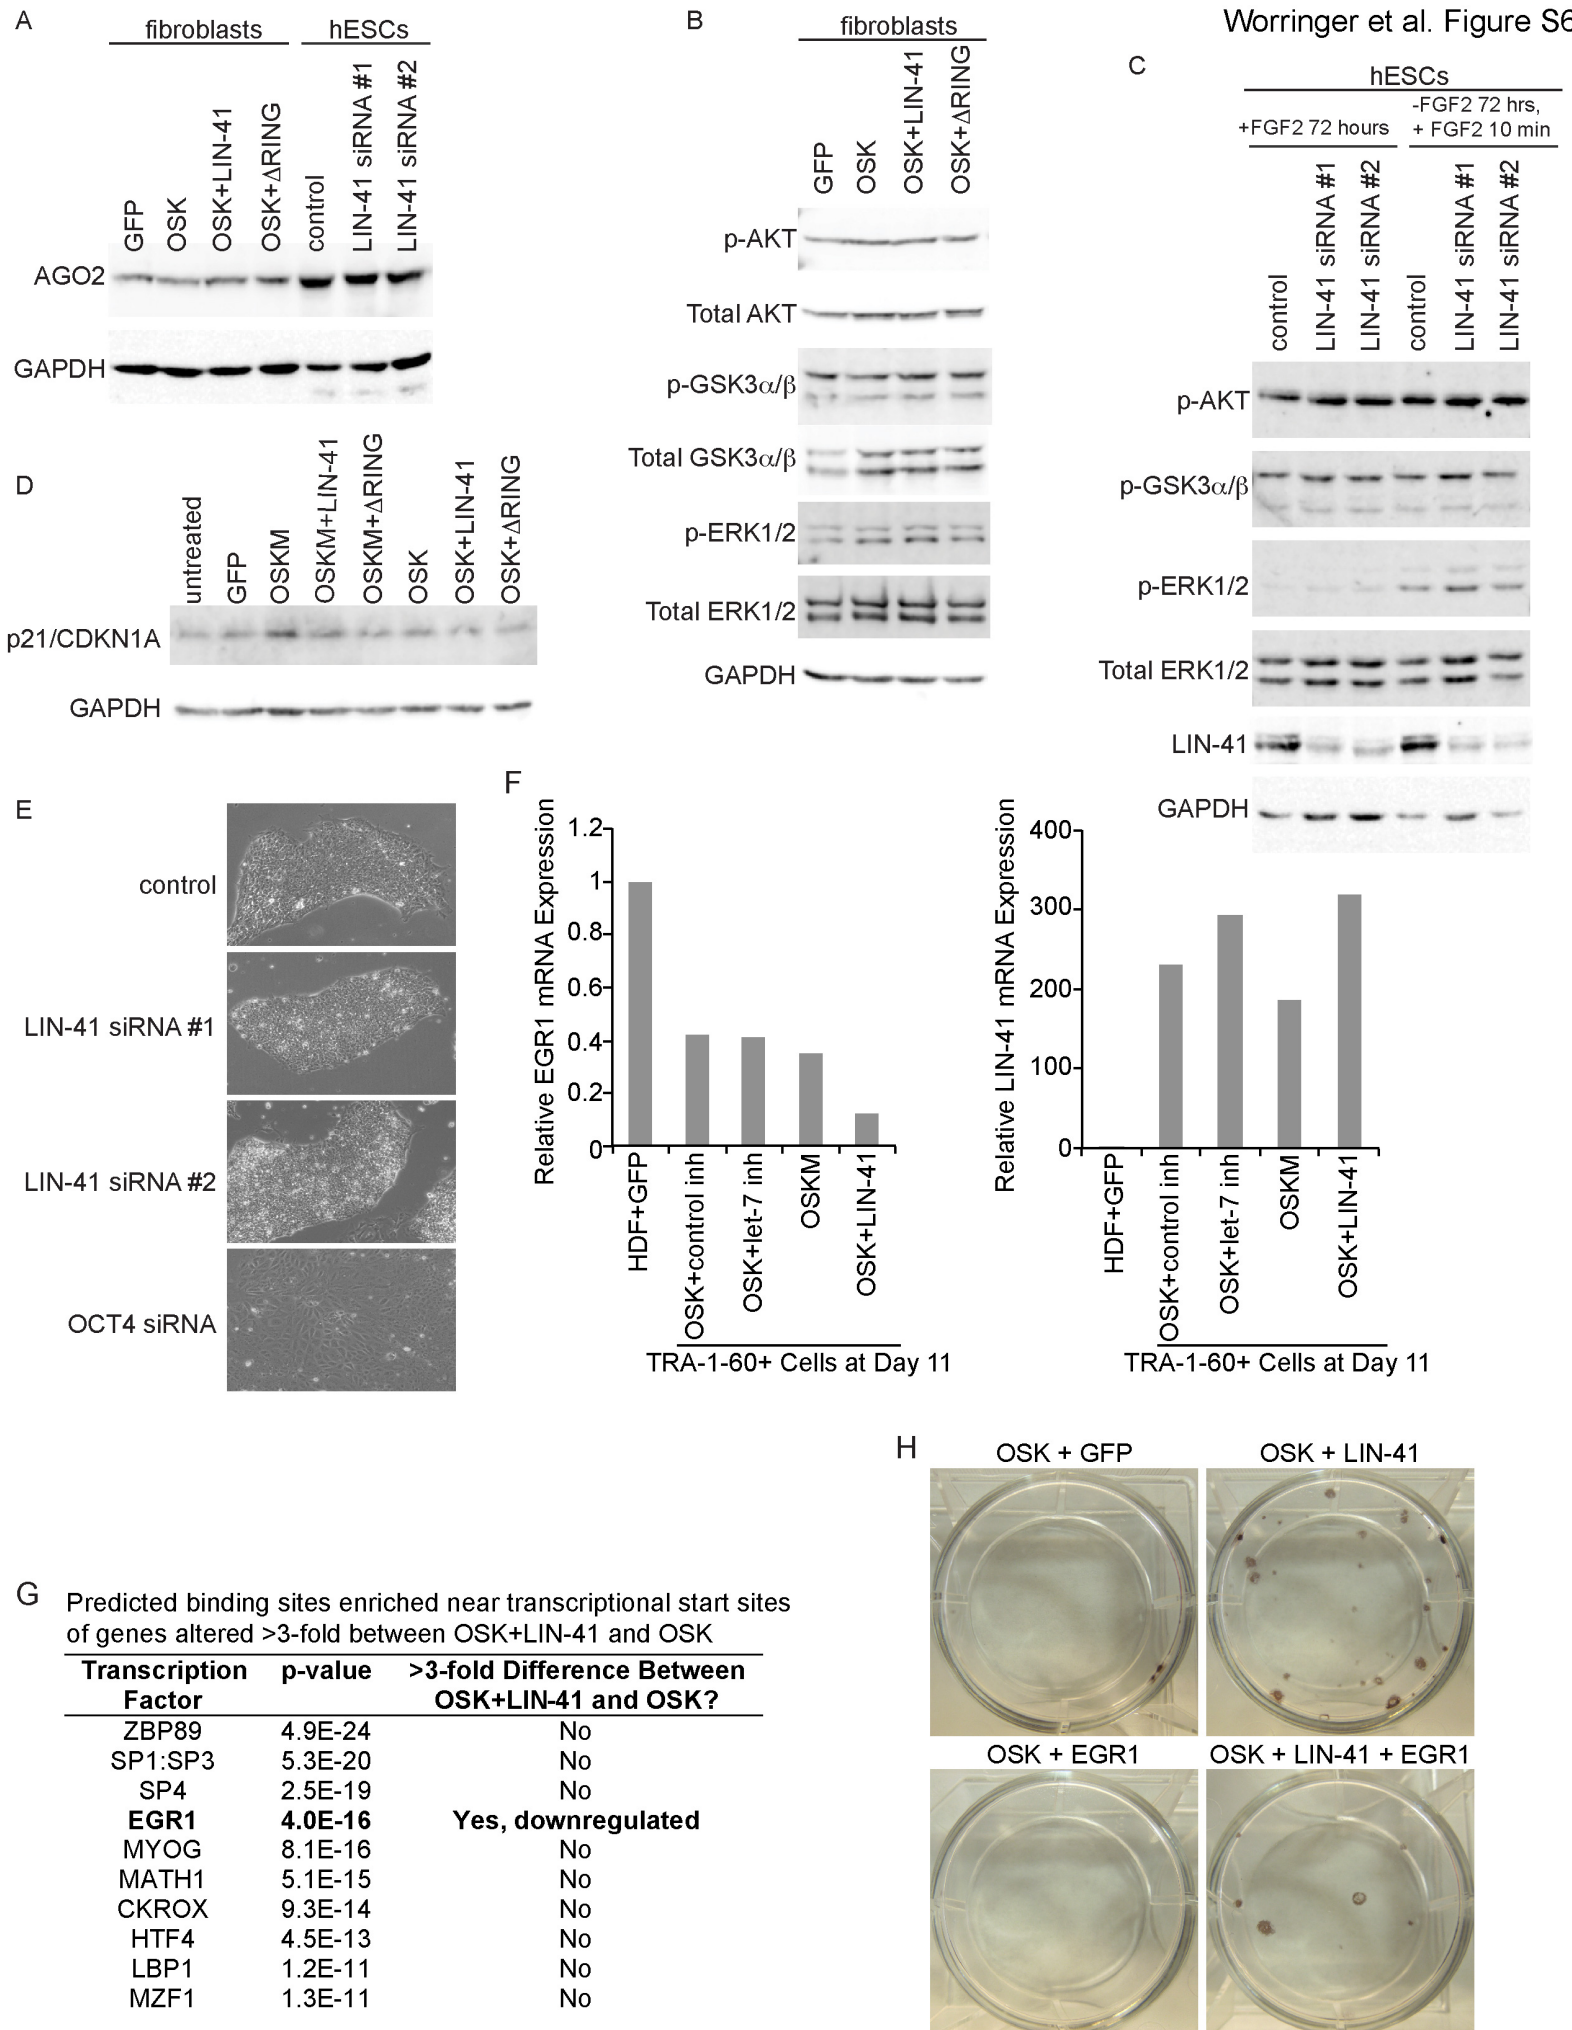 Worringer et al. Figure S6
A
fibroblasts
hESCs
GFP
OSK
OSK+LIN-41
OSK+ΔRING
control
LIN-41 siRNA #1
LIN-41 siRNA #2
AGO2
GAPDH
B
fibroblasts
GFP
OSK
OSK+LIN-41
OSK+ΔRING
p-AKT
Total AKT
p-GSK3α/β
Total GSK3α/β
p-ERK1/2
Total ERK1/2
GAPDH
C
hESCs
+FGF2 72 hours
-FGF2 72 hrs,
+ FGF2 10 min
control
LIN-41 siRNA #1
LIN-41 siRNA #2
control
LIN-41 siRNA #1
LIN-41 siRNA #2
p-AKT
p-GSK3α/β
p-ERK1/2
Total ERK1/2
LIN-41
GAPDH
D
untreated
GFP
OSKM
OSKM+LIN-41
OSKM+ΔRING
OSK
OSK+LIN-41
OSK+ΔRING
p21/CDKN1A
GAPDH
E
control
LIN-41 siRNA #1
LIN-41 siRNA #2
OCT4 siRNA
F
Relative EGR1 mRNA Expression
1.2
1
0.8
0.6
0.4
0.2
0
HDF+GFP
OSK+control inh
OSK+let-7 inh
OSKM
OSK+LIN-41
TRA-1-60+ Cells at Day 11
Relative LIN-41 mRNA Expression
400
300
200
100
0
HDF+GFP
OSK+control inh
OSK+let-7 inh
OSKM
OSK+LIN-41
TRA-1-60+ Cells at Day 11
G
Predicted binding sites enriched near transcriptional start sites
of genes altered >3-fold between OSK+LIN-41 and OSK
Transcription Factor p-value >3-fold Difference Between OSK+LIN-41 and OSK?
ZBP89 4.9E-24 No
SP1:SP3 5.3E-20 No
SP4 2.5E-19 No
EGR1 4.0E-16 Yes, downregulated
MYOG 8.1E-16 No
MATH1 5.1E-15 No
CKROX 9.3E-14 No
HTF4 4.5E-13 No
LBP1 1.2E-11 No
MZF1 1.3E-11 No
H
OSK + GFP
OSK + LIN-41
OSK + EGR1
OSK + LIN-41 + EGR1